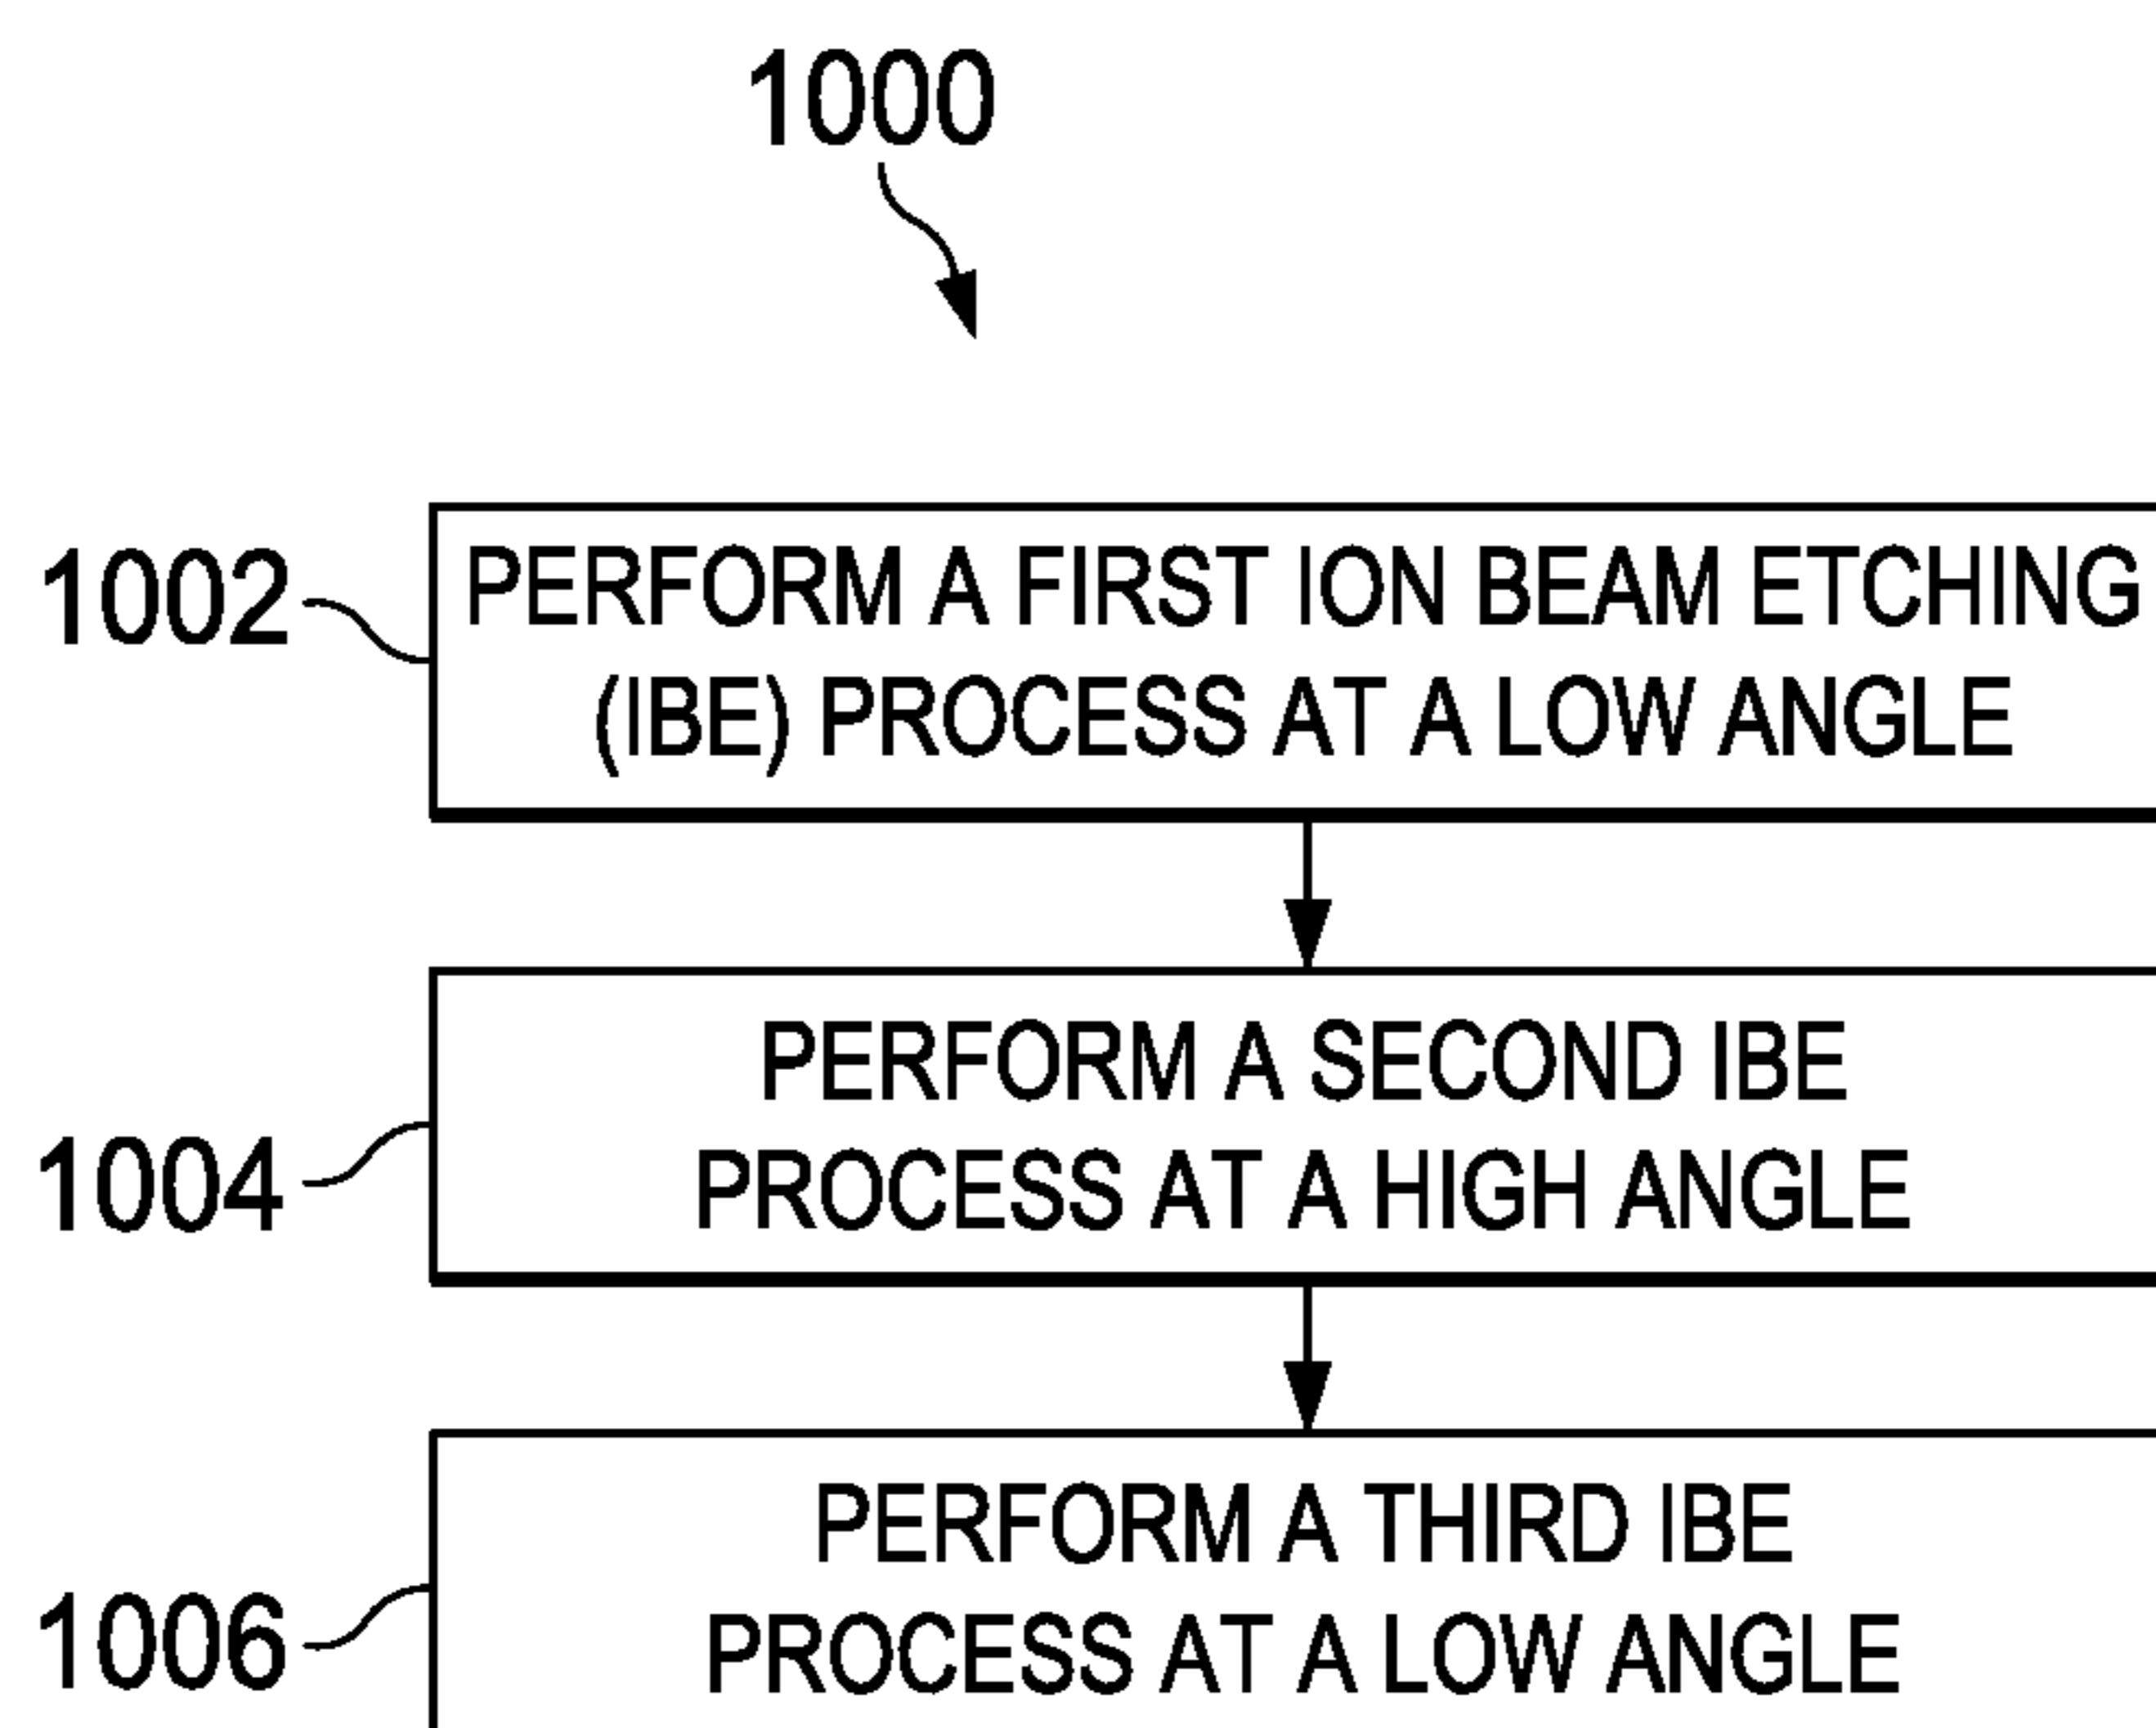 1000
1002
PERFORM A FIRST ION BEAM ETCHING
(IBE) PROCESS AT A LOW ANGLE
1004
PERFORM A SECOND IBE
PROCESS AT A HIGH ANGLE
1006
PERFORM A THIRD IBE
PROCESS AT A LOW ANGLE